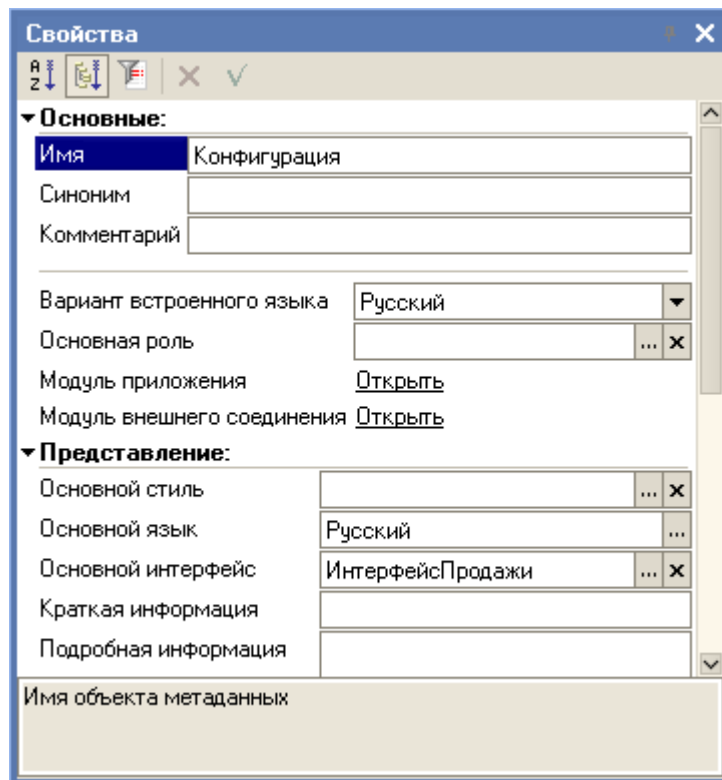 Свойства
Основные:
Имя Конфигурация
Синоним
Комментарий
Вариант встроенного языка Русский
Основная роль ... x
Модуль приложения Открыть
Модуль внешнего соединения Открыть
Представление:
Основной стиль ... x
Основной язык Русский ...
Основной интерфейс ИнтерфейсПродажи ... x
Краткая информация
Подробная информация
Имя объекта метаданных